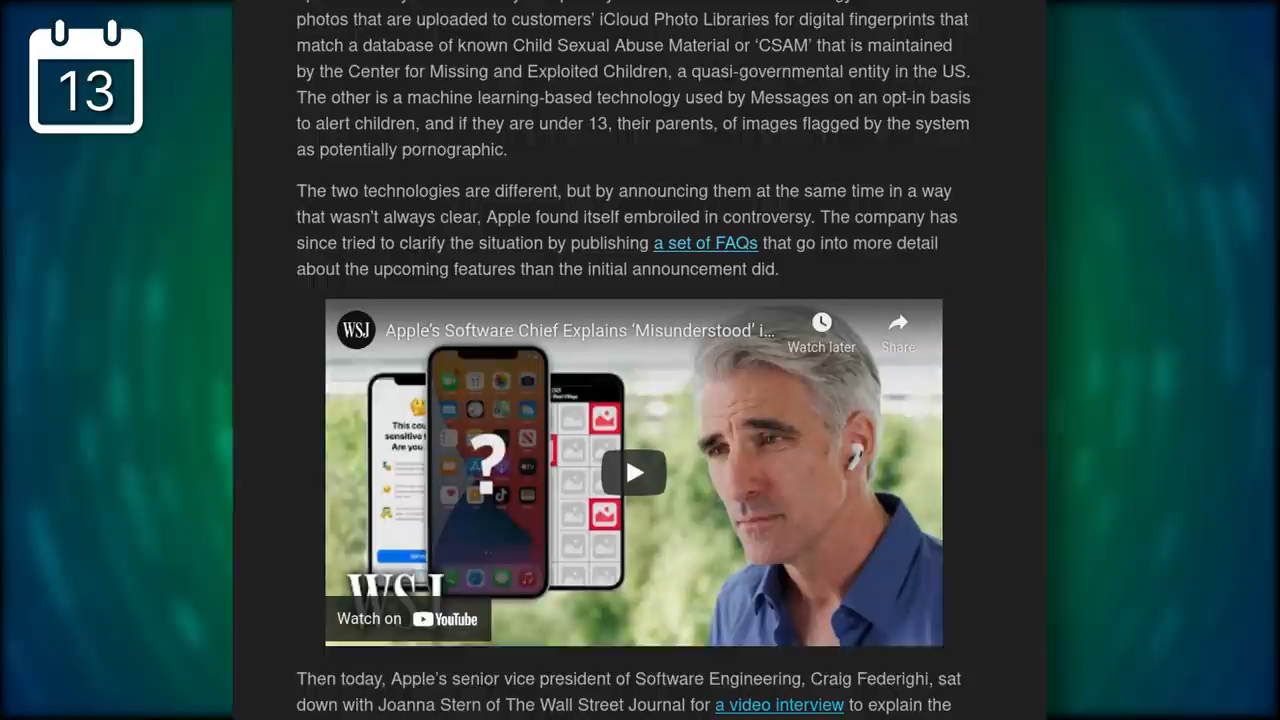 13
photos that are uploaded to customers’ iCloud Photo Libraries for digital fingerprints that
match a database of known Child Sexual Abuse Material or ‘CSAM’ that is maintained
by the Center for Missing and Exploited Children, a quasi-governmental entity in the US.
The other is a machine learning-based technology used by Messages on an opt-in basis
to alert children, and if they are under 13, their parents, of images flagged by the system
as potentially pornographic.
The two technologies are different, but by announcing them at the same time in a way
that wasn’t always clear, Apple found itself embroiled in controversy. The company has
since tried to clarify the situation by publishing a set of FAQs that go into more detail
about the upcoming features than the initial announcement did.
WSJ Apple’s Software Chief Explains ‘Misunderstood’ i...
Watch later Share
This cou
sensitive
Are you
?
WSJ
Watch on YouTube
Then today, Apple’s senior vice president of Software Engineering, Craig Federighi, sat
down with Joanna Stern of The Wall Street Journal for a video interview to explain the